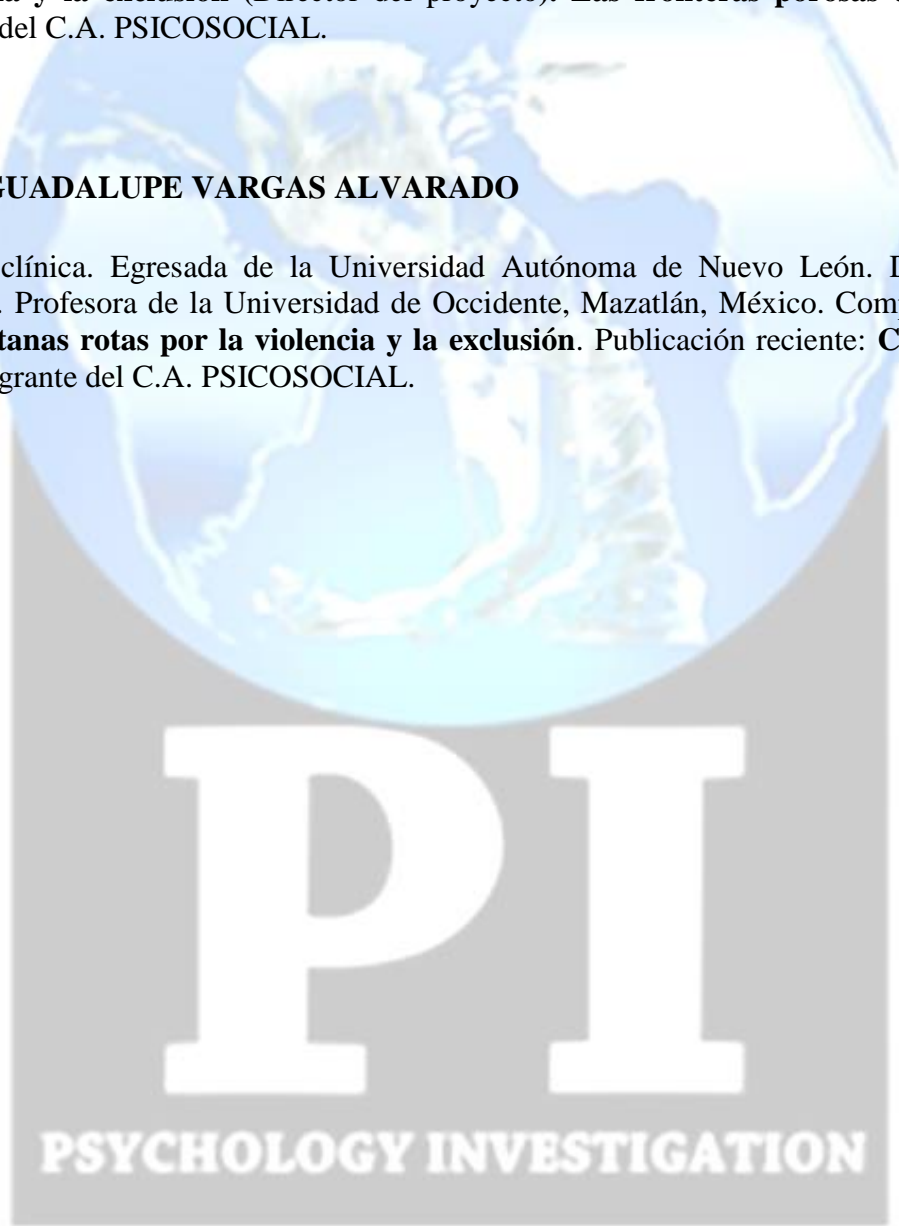 del C.A. PSICOSOCIAL.
GUADALUPE VARGAS ALVARADO
clínica. Egresada de la Universidad Autónoma de Nuevo León.
. Profesora de la Universidad de Occidente, Mazatlán, México.
tanas rotas por la violencia y la exclusión. Publicación reciente:
grante del C.A. PSICOSOCIAL.
PI
PSYCHOLOGY INVESTIGATION